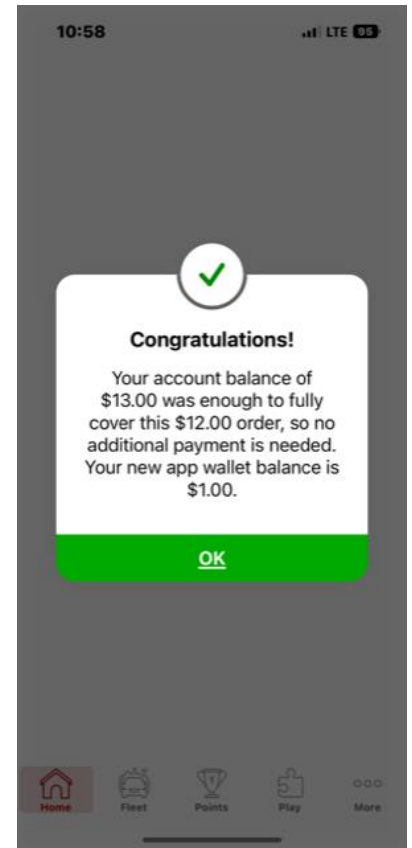 10:58
LTE 95
Congratulations!
Your account balance of
$13.00 was enough to fully
cover this $12.00 order, so no
additional payment is needed.
Your new app wallet balance is
$1.00.
OK
Home Fleet Points Play More